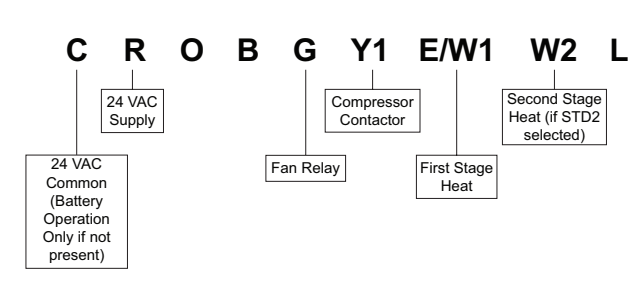 C R O B G Y1 E/W1 W2 L
24 VAC
Supply
Compressor
Contactor
Second Stage
Heat (if STD2
selected)
24 VAC
Common
(Battery
Operation
Only if not
present)
Fan Relay
First Stage
Heat